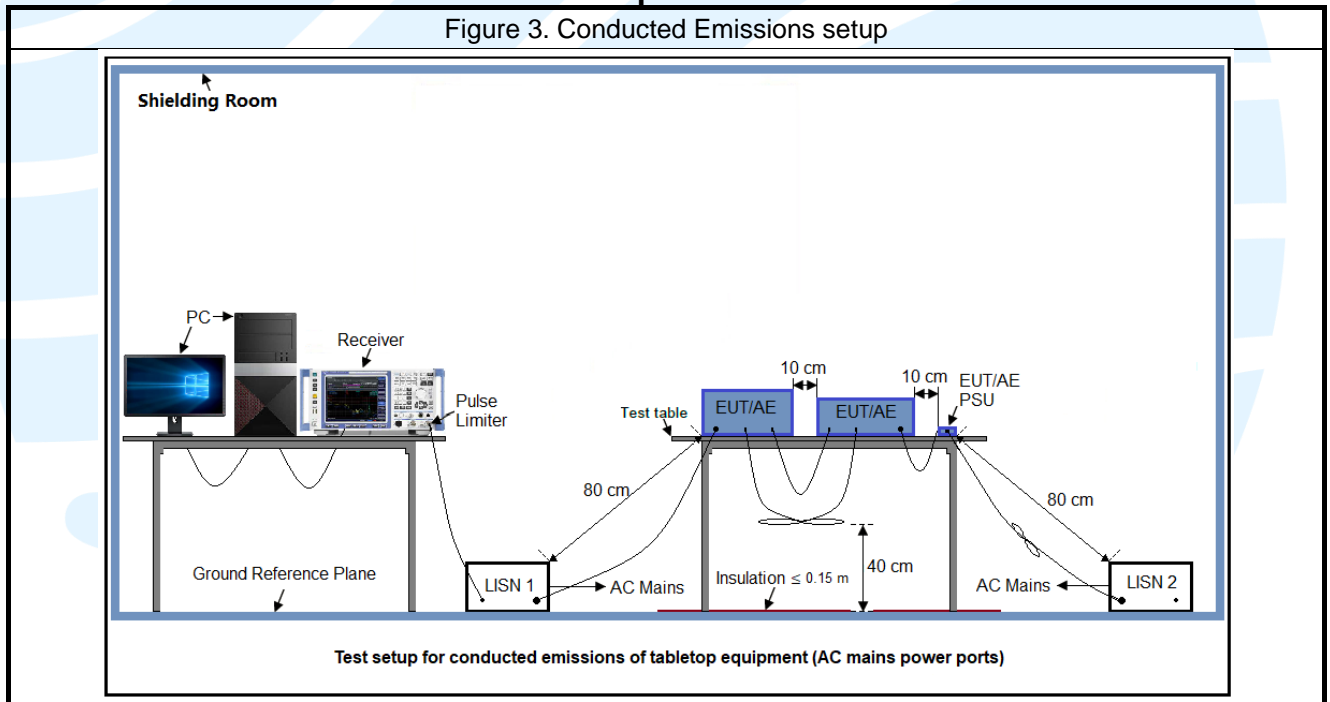 Figure 3. Conducted Emissions setup
Shielding Room
PC
Receiver
Pulse
Limiter
10 cm
10 cm
EUT/AE
PSU
Test table
EUT/AE
EUT/AE
80 cm
80 cm
Ground Reference Plane
LISN 1
AC Mains
Insulation ≤ 0.15 m
40 cm
AC Mains
LISN 2
Test setup for conducted emissions of tabletop equipment (AC mains power ports)